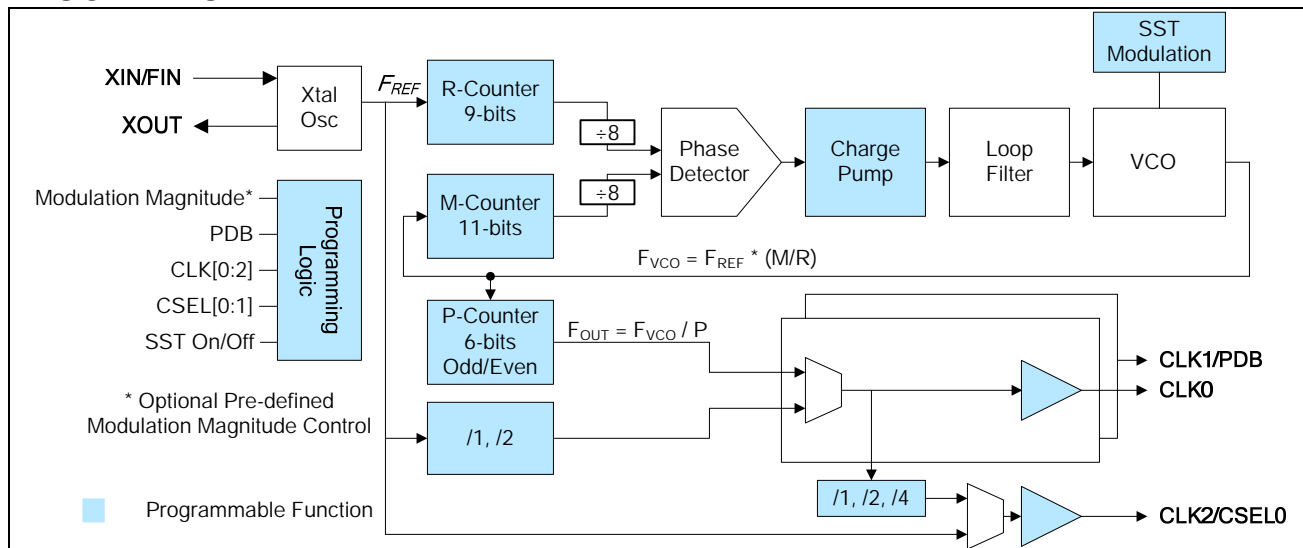 SST
Modulation
XIN/FIN
XOUT
Xtal
Osc
FREF
R-Counter
9-bits
÷8
Phase
Detector
Charge
Pump
Loop
Filter
VCO
÷8
M-Counter
11-bits
Modulation Magnitude*
PDB
CLK[0:2]
CSEL[0:1]
SST On/Off
Programming
Logic
FVCO = FREF * (M/R)
P-Counter
6-bits
Odd/Even
FOUT = FVCO / P
CLK1/PDB
CLK0
* Optional Pre-defined
Modulation Magnitude Control
/1, /2
/1, /2, /4
CLK2/CSEL0
Programmable Function